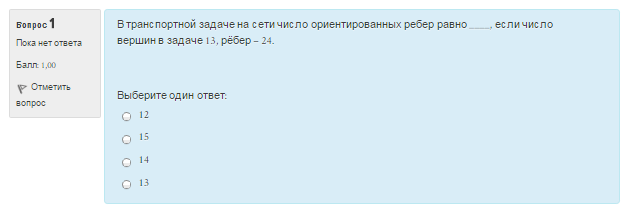 Вопрос 1
Пока нет ответа
Балл: 1,00
Отметить
вопрос
В транспортной задаче на сети число ориентированных ребер равно ____, если число
вершин в задаче 13, рёбер – 24.
Выберите один ответ:
12
15
14
13